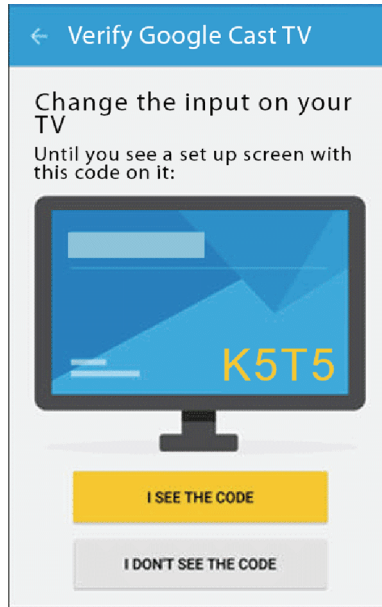 Verify Google Cast TV
Change the input on your
TV
Until you see a set up screen with
this code on it:
K5T5
I SEE THE CODE
I DON'T SEE THE CODE